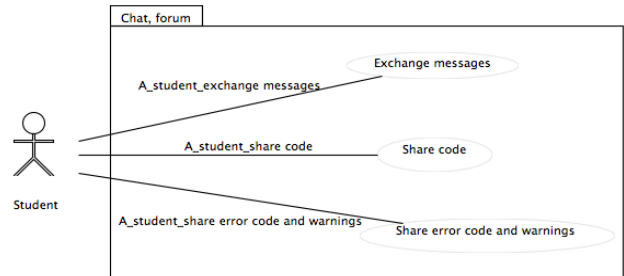 Chat, forum
Exchange messages
A_student_exchange messages
A_student_share code
Share code
Student
A_student_share error code and warnings
Share error code and warnings